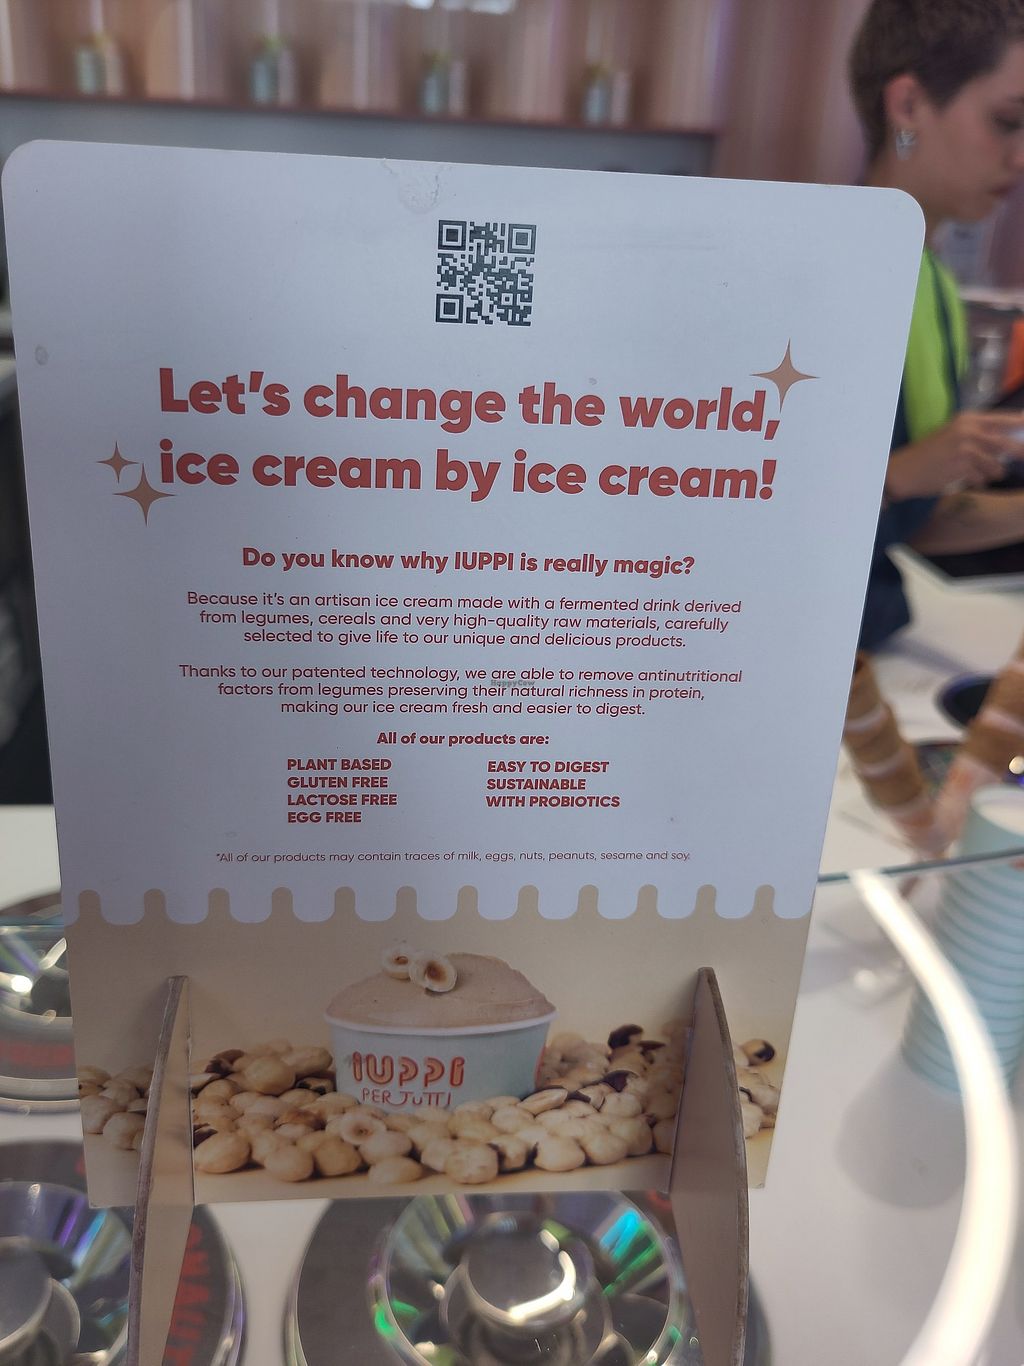 Let's change the world,
ice cream by ice cream!
Do you know why IUPPI is really magic?
Because it's an artisan ice cream made with a fermented drink derived
from legumes, cereals and very high-quality raw materials, carefully
selected to give life to our unique and delicious products.
Thanks to our patented technology, we are able to remove antinutritional
HappyCow
factors from legumes preserving their natural richness in protein,
making our ice cream fresh and easier to digest.
All of our products are:
PLANT BASED
GLUTEN FREE
LACTOSE FREE
EGG FREE
EASY TO DIGEST
SUSTAINABLE
WITH PROBIOTICS
*All of our products may contain traces of milk, eggs, nuts, peanuts, sesame and soy.
IUPPI
PER TUTTI